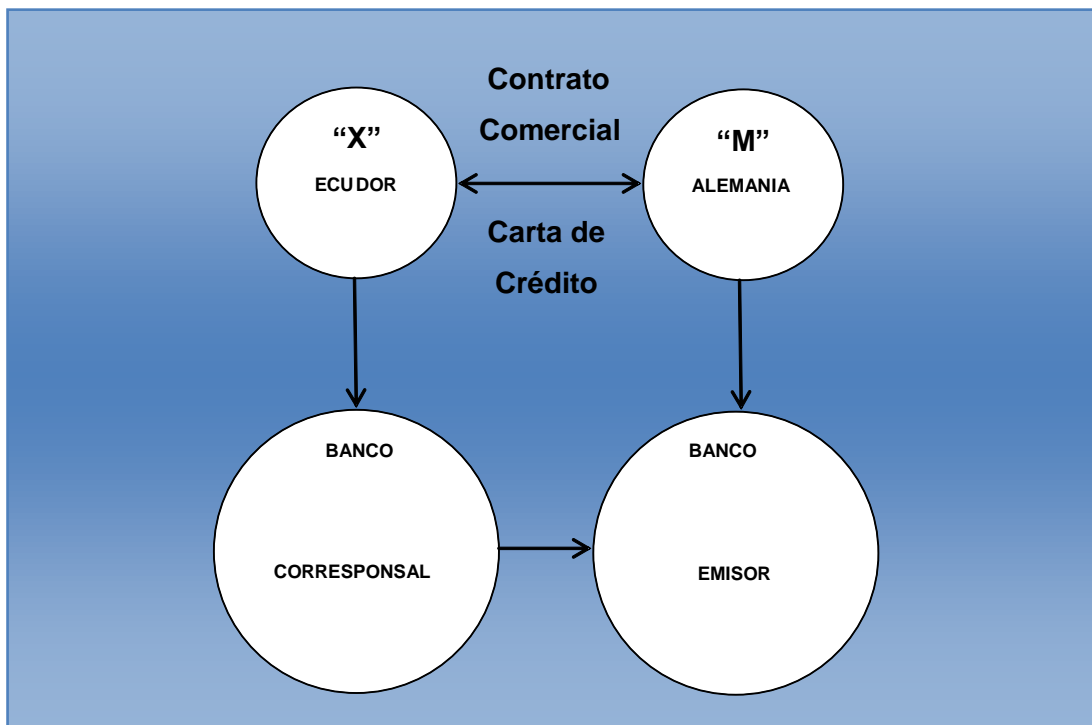 Contrato
Comercial
“X”
ECUDOR
“M”
ALEMANIA
Carta de
Crédito
BANCO
CORRESPONSAL
BANCO
EMISOR